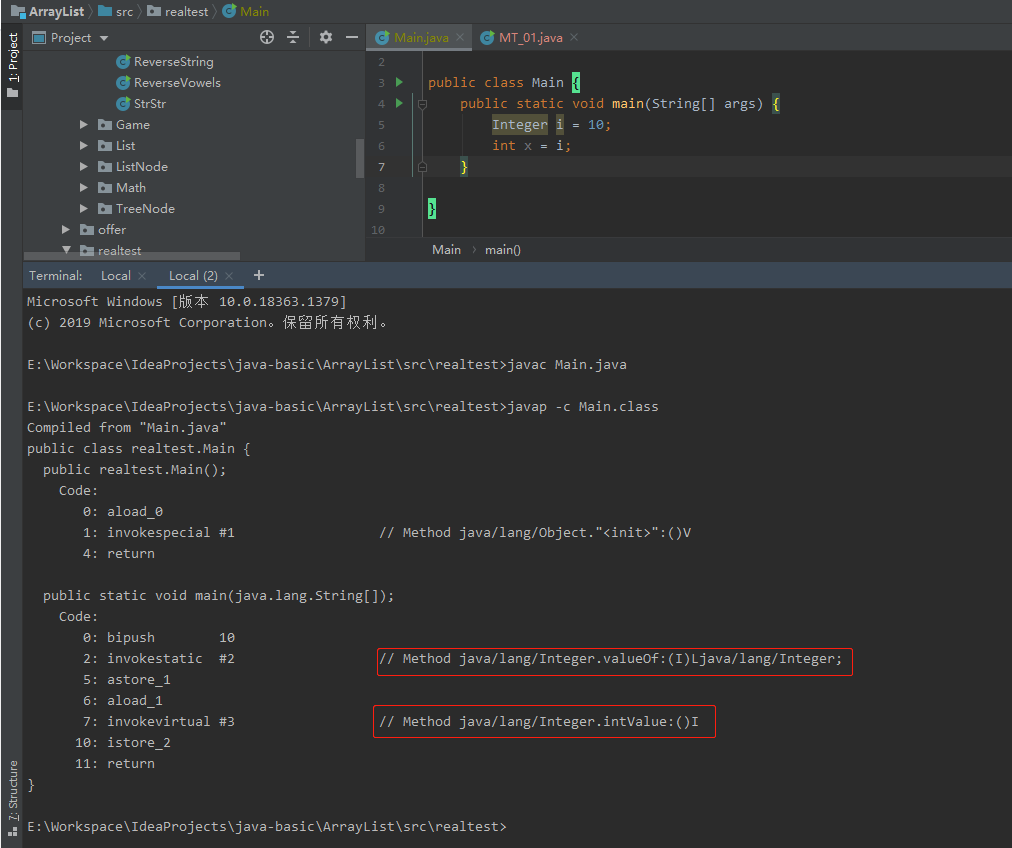 ArrayList src realtest Main
1: Project
Project
Main.java MT_01.java
ReverseString
ReverseVowels
StrStr
Game
List
ListNode
Math
TreeNode
offer
realtest
2
3 public class Main {
4 public static void main(String[] args) {
5 Integer i = 10;
6 int x = i;
7 }
8
9 }
10
Main main()
Terminal: Local Local (2) +
Microsoft Windows [版本 10.0.18363.1379]
(c) 2019 Microsoft Corporation。保留所有权利。
E:\Workspace\IdeaProjects\java-basic\ArrayList\src\realtest>javac Main.java
E:\Workspace\IdeaProjects\java-basic\ArrayList\src\realtest>javap -c Main.class
Compiled from "Main.java"
public class realtest.Main {
public realtest.Main();
Code:
0: aload_0
1: invokespecial #1 // Method java/lang/Object."<init>":()V
4: return
public static void main(java.lang.String[]);
Code:
0: bipush 10
2: invokestatic #2 // Method java/lang/Integer.valueOf:(I)Ljava/lang/Integer;
5: astore_1
6: aload_1
7: invokevirtual #3 // Method java/lang/Integer.intValue:()I
10: istore_2
11: return
}
E:\Workspace\IdeaProjects\java-basic\ArrayList\src\realtest>
7: Structure